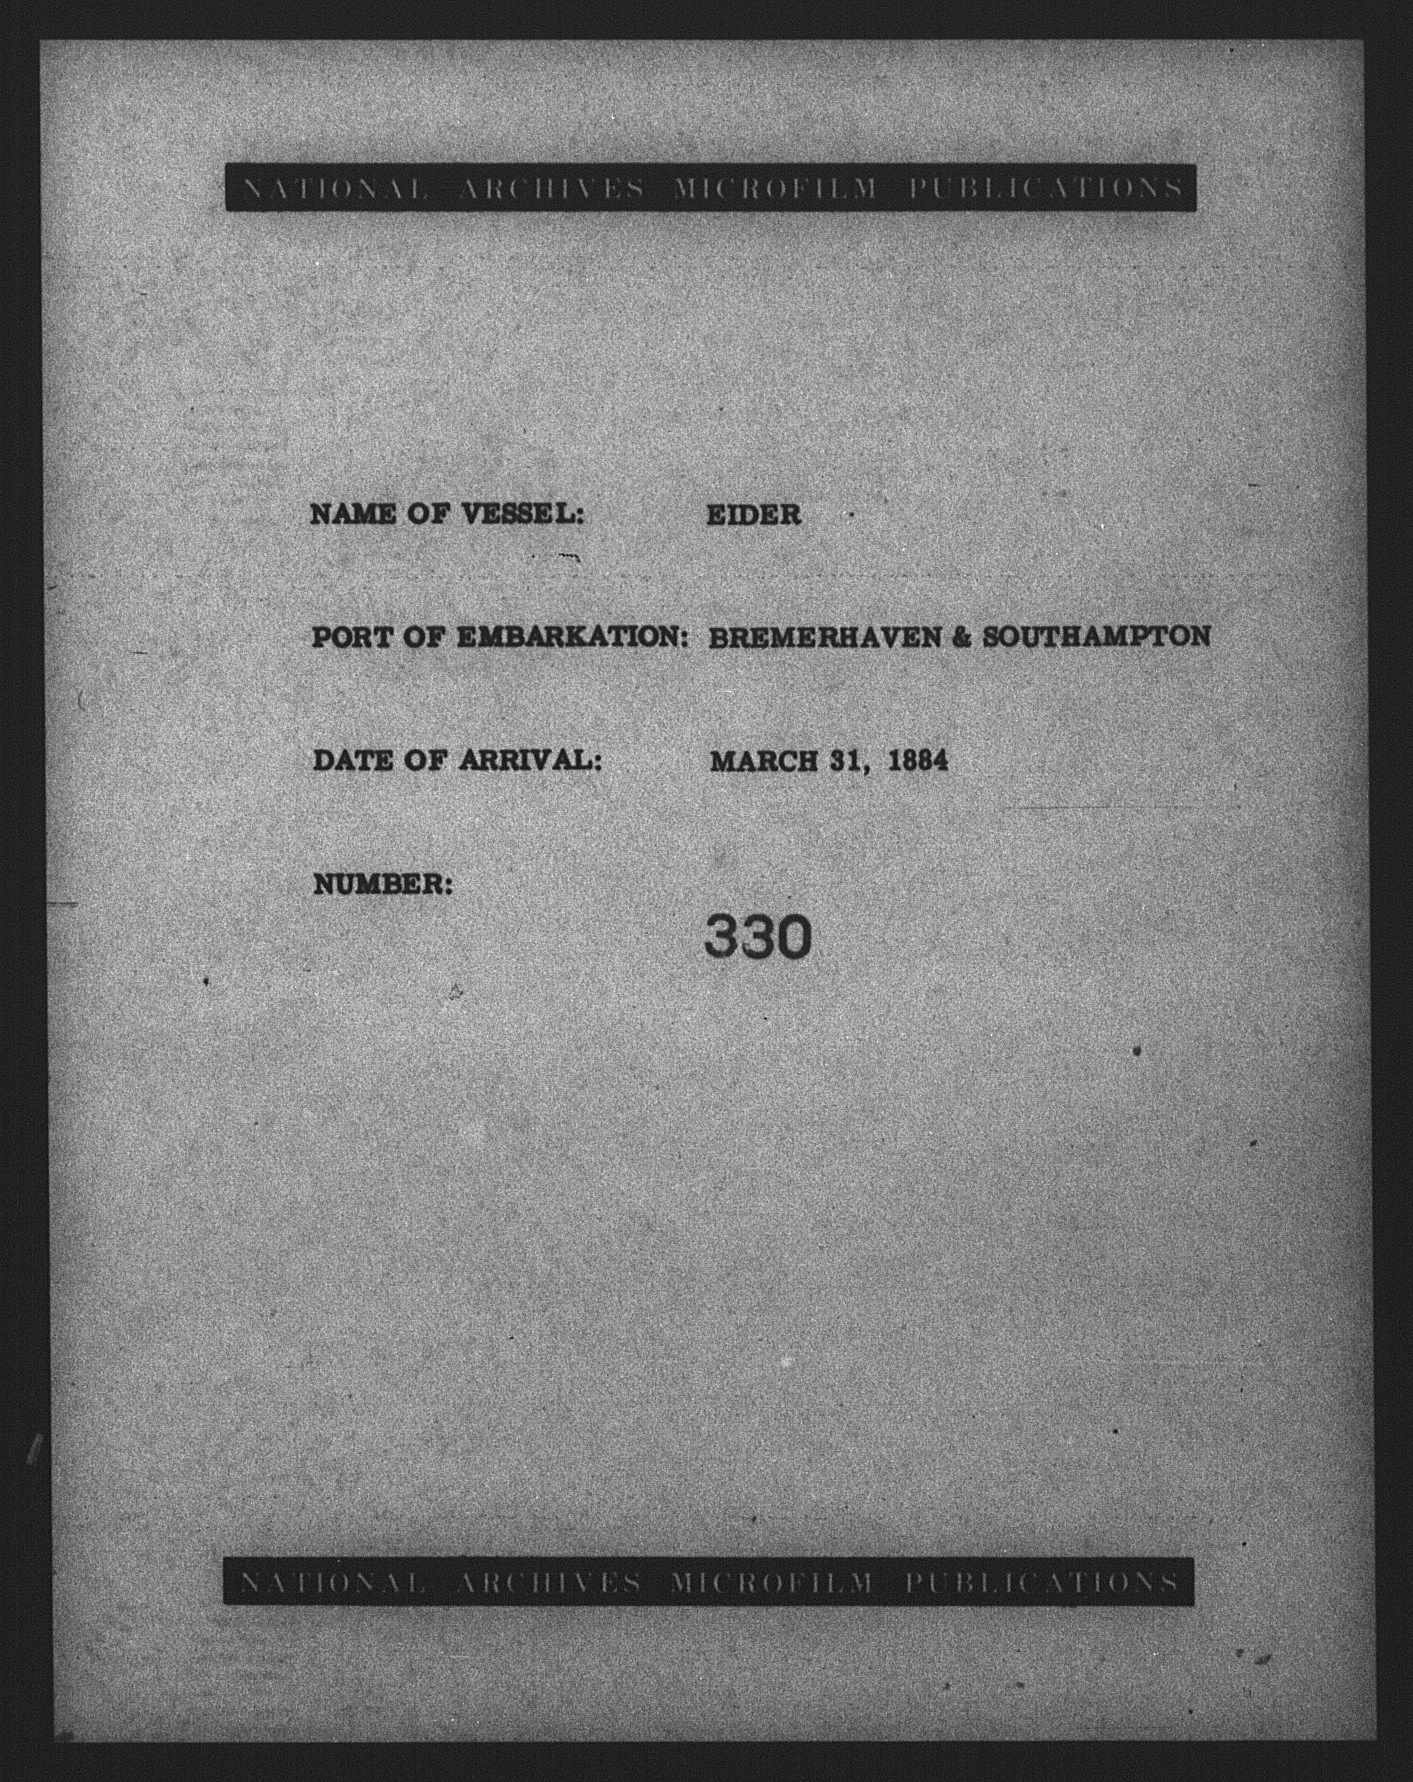 NATIONAL ARCHIVES MICROFILM PUBLICATIONS
NAME OF VESSEL: EIDER
PORT OF EMBARKATION: BREMERHAVEN & SOUTHAMPTON
DATE OF ARRIVAL: MARCH 31, 1884
NUMBER:
330
NATIONAL ARCHIVES MICROFILM PUBLICATIONS